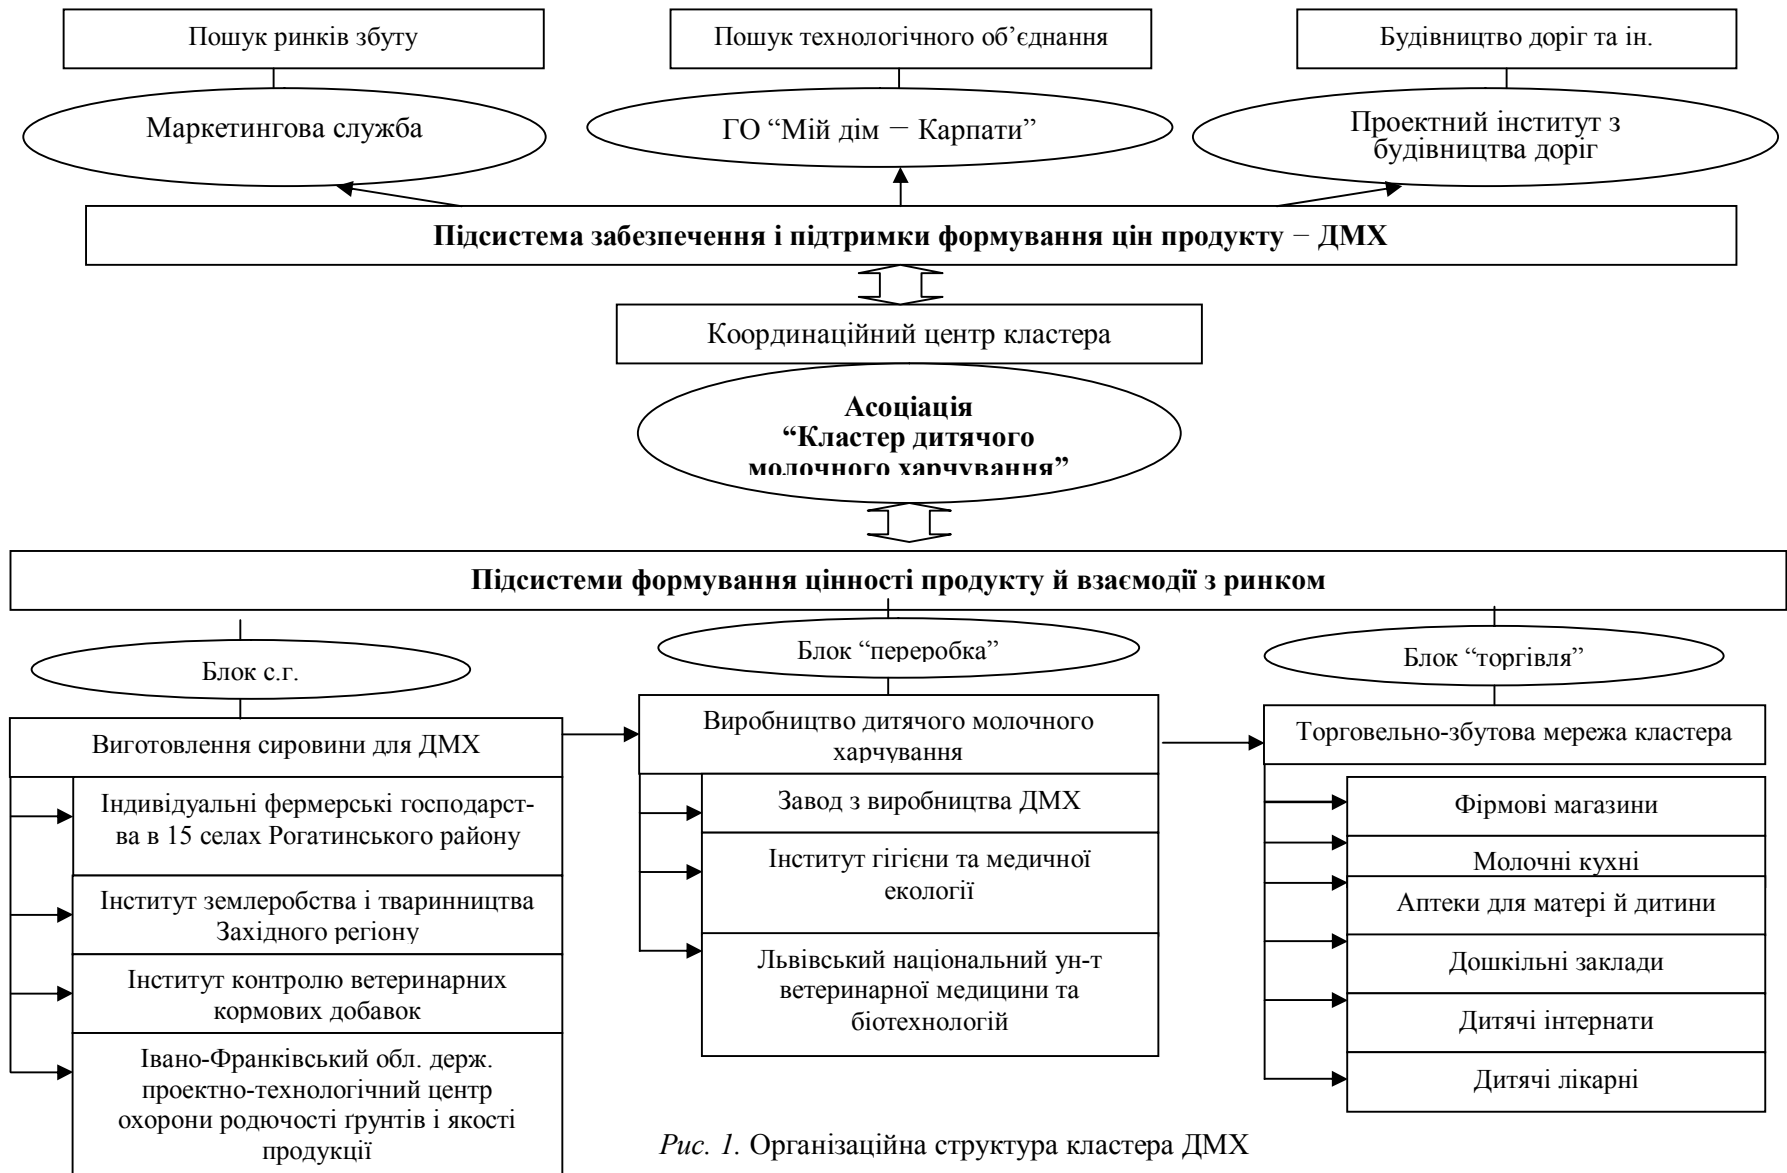 Пошук ринків збуту
Пошук технологічного об’єднання
Будівництво доріг та ін.
Маркетингова служба
ГО “Мій дім – Карпати”
Проектний інститут з
будівництва доріг
Підсистема забезпечення і підтримки формування цін продукту – ДМХ
Координаційний центр кластера
Асоціація
“Кластер дитячого
молочного харчування”
Підсистеми формування цінності продукту й взаємодії з ринком
Блок с.г.
Блок “переробка”
Блок “торгівля”
Виготовлення сировини для ДМХ
Індивідуальні фермерські господарст-
ва в 15 селах Рогатинського району
Інститут землеробства і тваринництва
Західного регіону
Інститут контролю ветеринарних
кормових добавок
Івано-Франківський обл. держ.
проектно-технологічний центр
охорони родючості ґрунтів і якості
продукції
Виробництво дитячого молочного
харчування
Завод з виробництва ДМХ
Інститут гігієни та медичної
екології
Львівський національний ун-т
ветеринарної медицини та
біотехнологій
Торговельно-збутова мережа кластера
Фірмові магазини
Молочні кухні
Аптеки для матері й дитини
Дошкільні заклади
Дитячі інтернати
Дитячі лікарні
Рис. 1. Організаційна структура кластера ДМХ